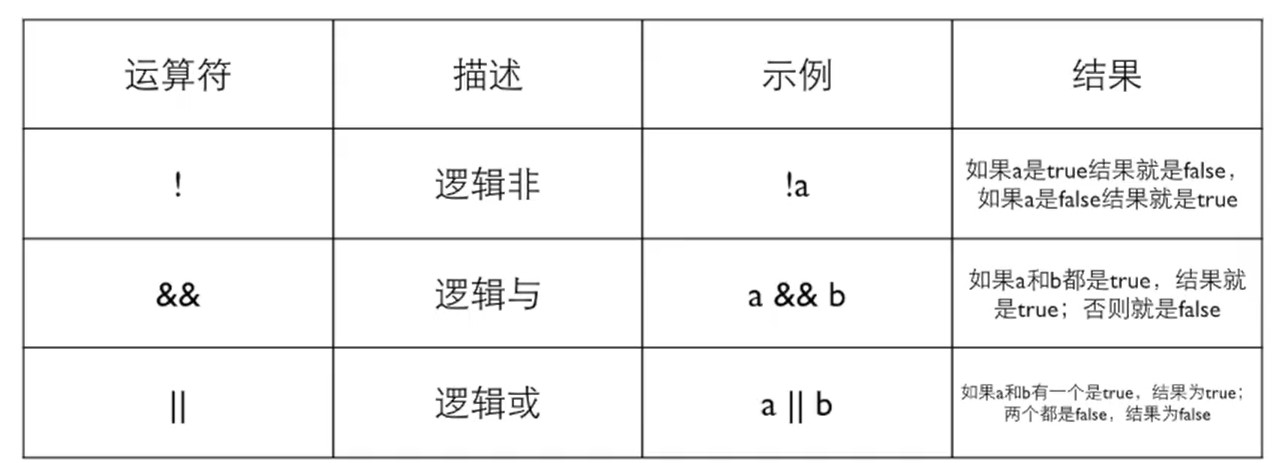 运算符 描述 示例 结果
! 逻辑非 !a 如果a是true结果就是false，
如果a是false结果就是true
&& 逻辑与 a && b 如果a和b都是true，结果就
是true；否则就是false
|| 逻辑或 a || b 如果a和b有一个是true，结果为true；
两个都是false，结果为false